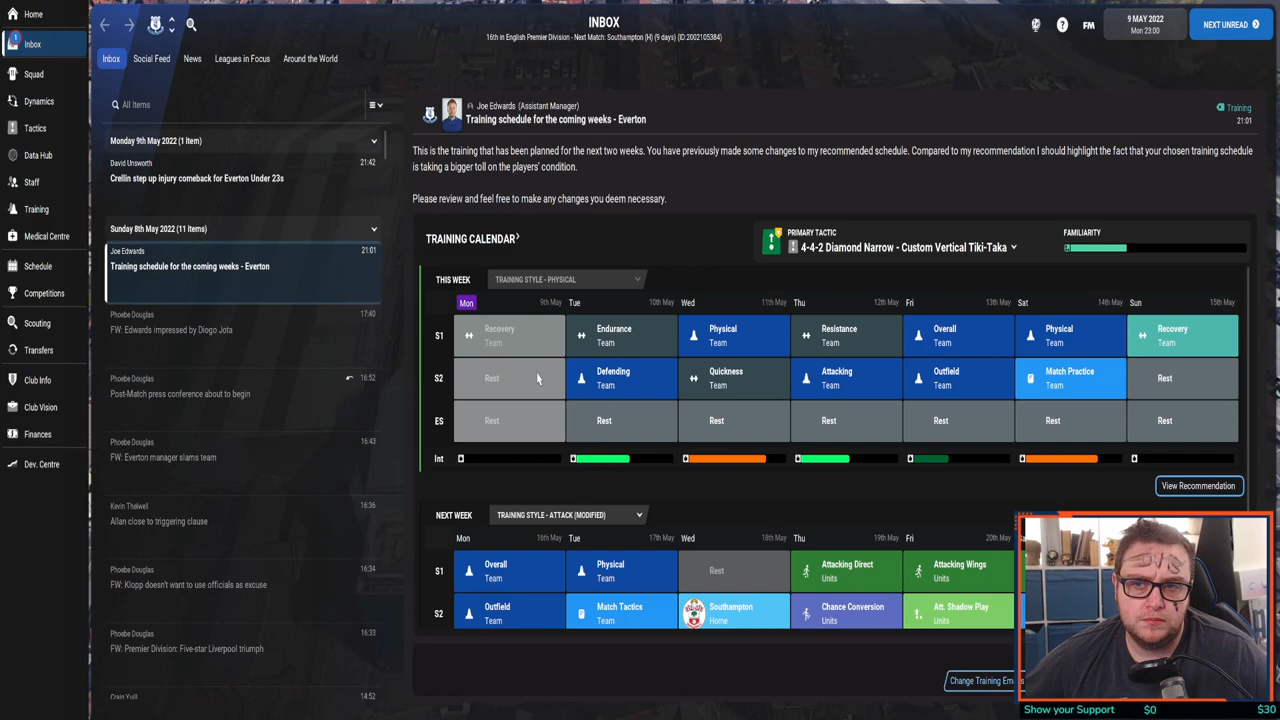 Home
1
Inbox
Squad
Dynamics
Tactics
Data Hub
Staff
Training
Medical Centre
Schedule
Competitions
Scouting
Transfers
Club Info
Club Vision
Finances
Dev. Centre
INBOX
16th in English Premier Division - Next Match: Southampton (H) (9 days) (ID:2002105384)
FM
9 MAY 2022
Mon 23:00
NEXT UNREAD
Inbox
Social Feed
News
Leagues in Focus
Around the World
All Items
Monday 9th May 2022 (1 item)
David Unsworth
21:42
Crellin step up injury comeback for Everton Under 23s
Sunday 8th May 2022 (11 items)
Joe Edwards
21:01
Training schedule for the coming weeks - Everton
Phoebe Douglas
17:40
FW: Edwards impressed by Diogo Jota
Phoebe Douglas
16:52
Post-Match press conference about to begin
Phoebe Douglas
16:43
FW: Everton manager slams team
Kevin Thelwell
16:36
Allan close to triggering clause
Phoebe Douglas
16:34
FW: Klopp doesn't want to use officials as excuse
Phoebe Douglas
16:33
FW: Premier Division: Five-star Liverpool triumph
14:52
Joe Edwards (Assistant Manager)
Training schedule for the coming weeks - Everton
Training
21:01
This is the training that has been planned for the next two weeks. You have previously made some changes to my recommended schedule. Compared to my recommendation I should highlight the fact that your chosen training schedule
is taking a bigger toll on the players' condition.
Please review and feel free to make any changes you deem necessary.
TRAINING CALENDAR
PRIMARY TACTIC
4-4-2 Diamond Narrow - Custom Vertical Tiki-Taka
FAMILIARITY
THIS WEEK
TRAINING STYLE - PHYSICAL
Mon 9th May Tue 10th May Wed 11th May Thu 12th May Fri 13th May Sat 14th May Sun 15th May
S1
Recovery Endurance Physical Resistance Overall Physical Recovery
Team Team Team Team Team Team Team
S2
Rest Defending Quickness Attacking Outfield Match Practice Rest
Team Team Team Team Team
ES Rest Rest Rest Rest Rest Rest Rest
Int
View Recommendation
NEXT WEEK
TRAINING STYLE - ATTACK (MODIFIED)
Mon 16th May Tue 17th May Wed 18th May Thu 19th May Fri 20th May
S1
Overall Physical Rest Attacking Direct Attacking Wings
Team Team Units Units
S2
Outfield Match Tactics Southampton Chance Conversion Att. Shadow Play
Team Team Home Units Units
Change Training Ema
Show your Support $0 $30